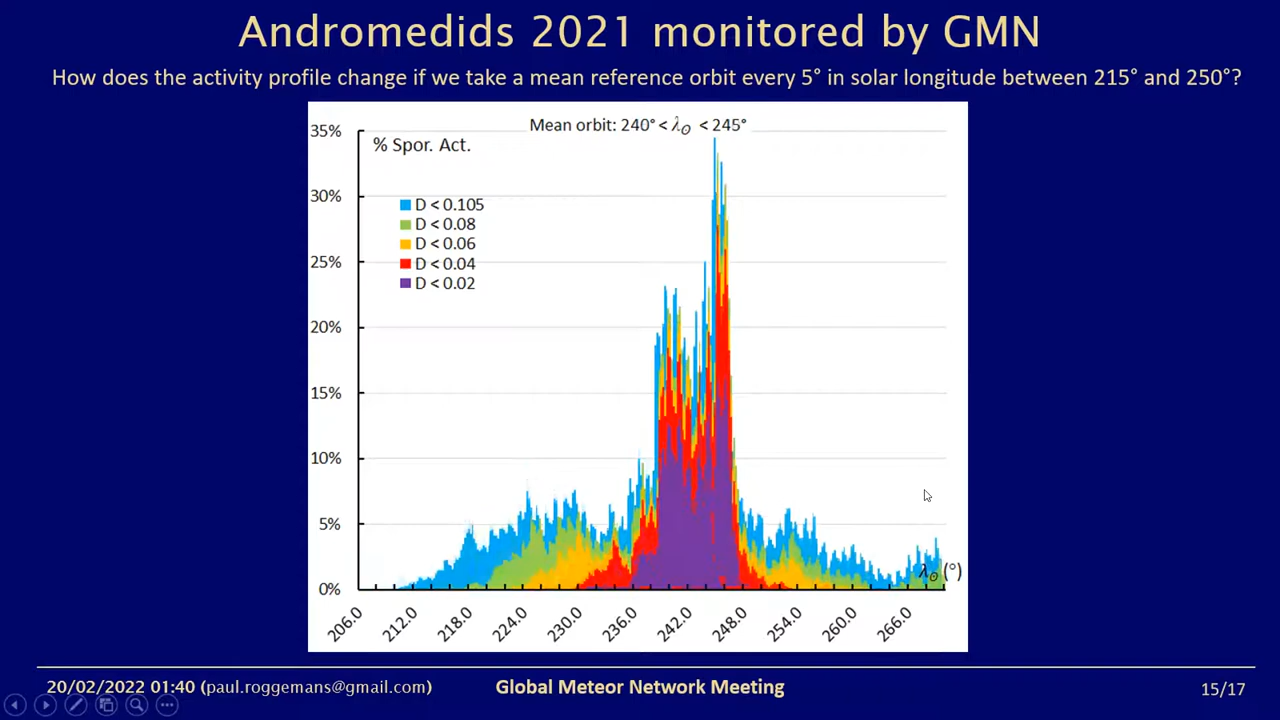 Andromedids 2021 monitored by GMN
How does the activity profile change if we take a mean reference orbit every 5° in solar longitude between 215° and 250°?
Mean orbit: 240° < λ⊙ < 245°
% Spor. Act.
35%
30%
25%
20%
15%
10%
5%
0%
D < 0.105
D < 0.08
D < 0.06
D < 0.04
D < 0.02
λ⊙ (°)
206.0 212.0 218.0 224.0 230.0 236.0 242.0 248.0 254.0 260.0 266.0
20/02/2022 01:40 (paul.roggemans@gmail.com) Global Meteor Network Meeting 15/17